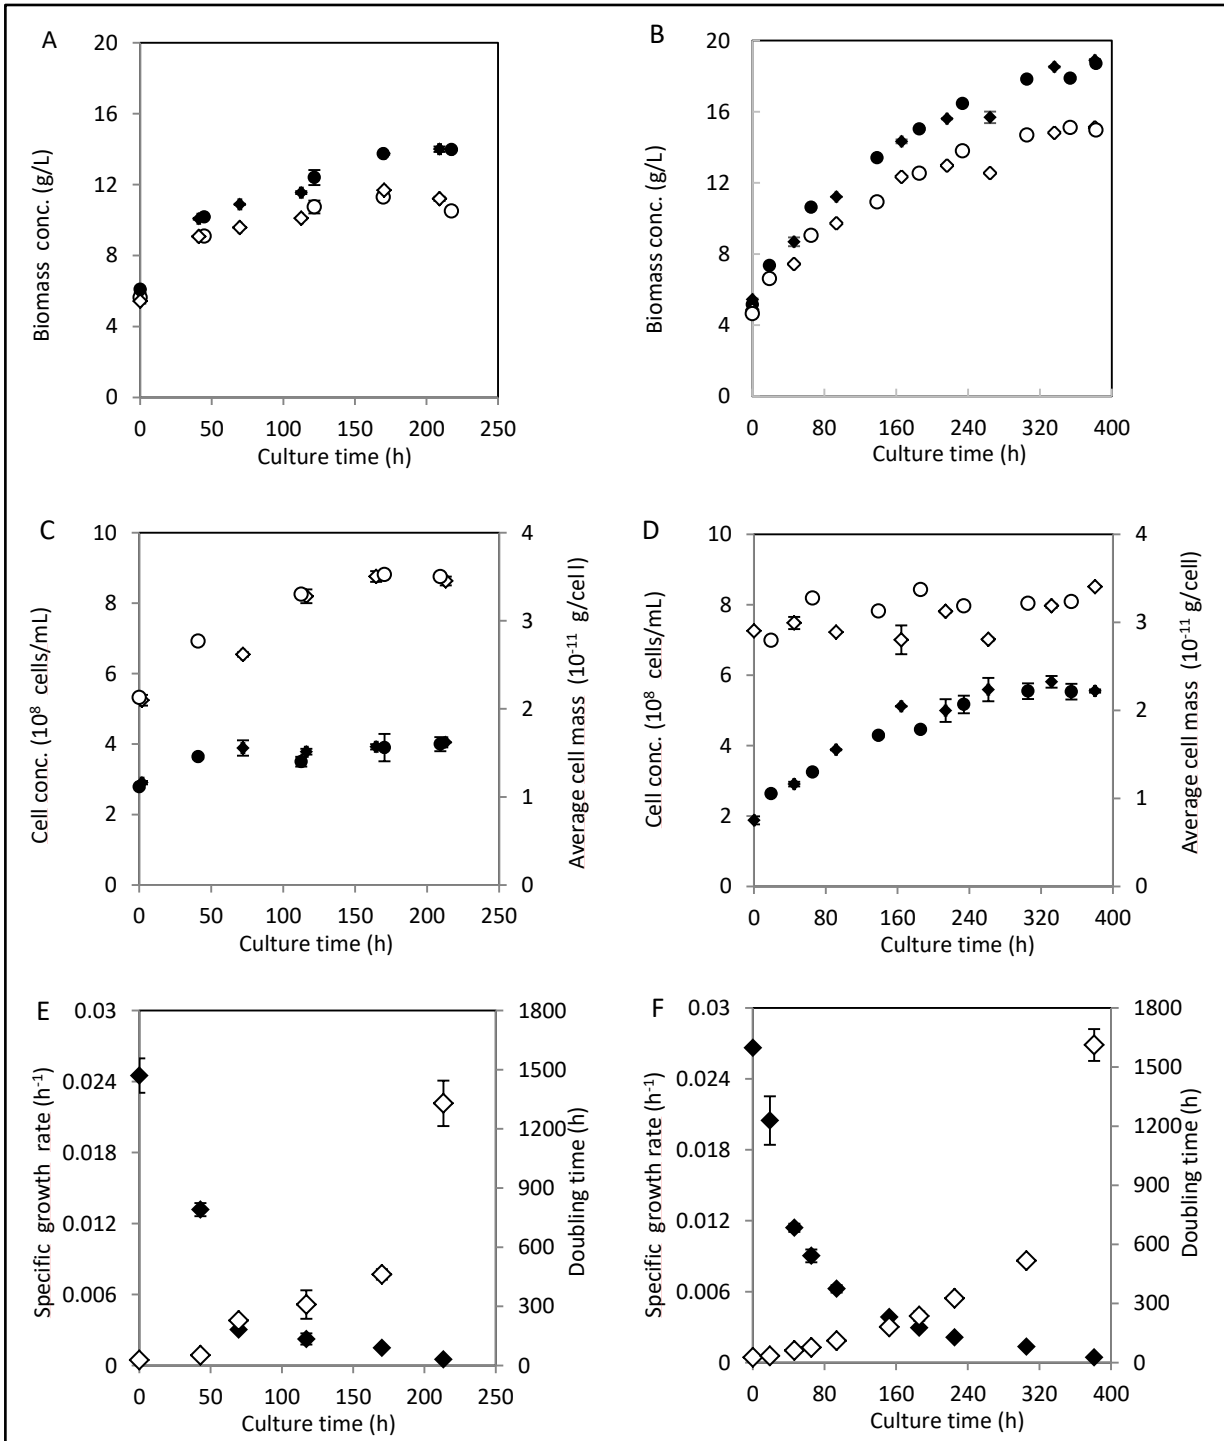 A
20
16
12
8
4
0
Biomass conc. (g/L)
0 50 100 150 200 250
Culture time (h)
B
20
16
12
8
4
0
Biomass conc. (g/L)
0 80 160 240 320 400
Culture time (h)
C
10
8
6
4
2
0
Cell conc. (10⁸ cells/mL)
4
3
2
1
0
Average cell mass (10⁻¹¹ g/cell)
0 50 100 150 200 250
Culture time (h)
D
10
8
6
4
2
0
Cell conc. (10⁸ cells/mL)
4
3
2
1
0
Average cell mass (10⁻¹¹ g/cell)
0 80 160 240 320 400
Culture time (h)
E
0.03
0.024
0.018
0.012
0.006
0
Specific growth rate (h⁻¹)
1800
1500
1200
900
600
300
0
Doubling time (h)
0 50 100 150 200 250
Culture time (h)
F
0.03
0.024
0.018
0.012
0.006
0
Specific growth rate (h⁻¹)
1800
1500
1200
900
600
300
0
Doubling time (h)
0 80 160 240 320 400
Culture time (h)